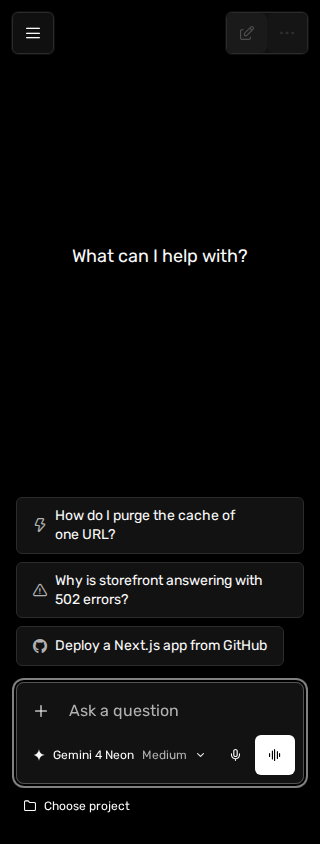 What can I help with?
How do I purge the cache of
one URL?
Why is storefront answering with
502 errors?
Deploy a Next.js app from GitHub
Ask a question
Gemini 4 Neon Medium
Choose project